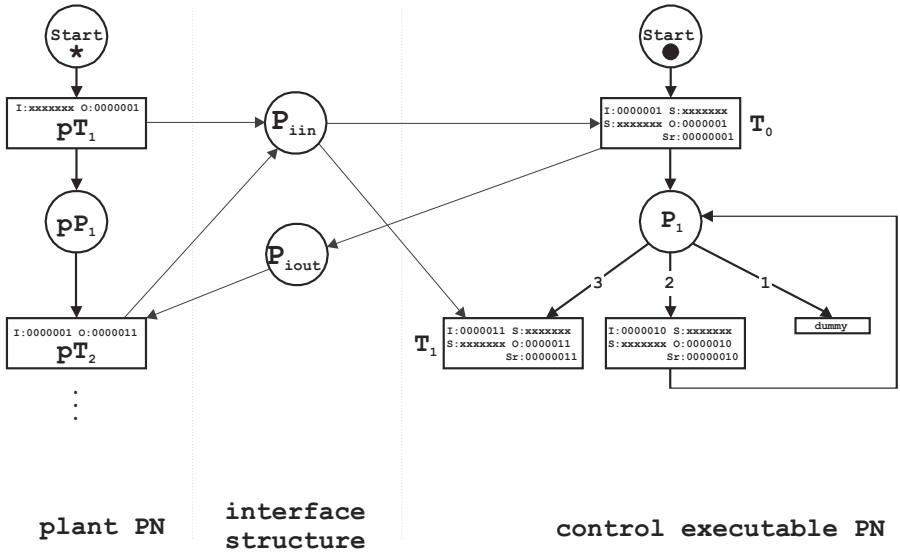 Start
*
I:xxxxxxx O:0000001
pT1
pP1
I:0000001 O:0000011
pT2
Piin
Piout
Start
I:0000001 S:xxxxxxx
S:xxxxxxx O:0000001
Sr:00000001
T0
P1
3
2
1
T1
I:0000011 S:xxxxxxx
S:xxxxxxx O:0000011
Sr:00000011
I:0000010 S:xxxxxxx
S:xxxxxxx O:0000010
Sr:00000010
dummy
plant PN
interface
structure
control executable PN